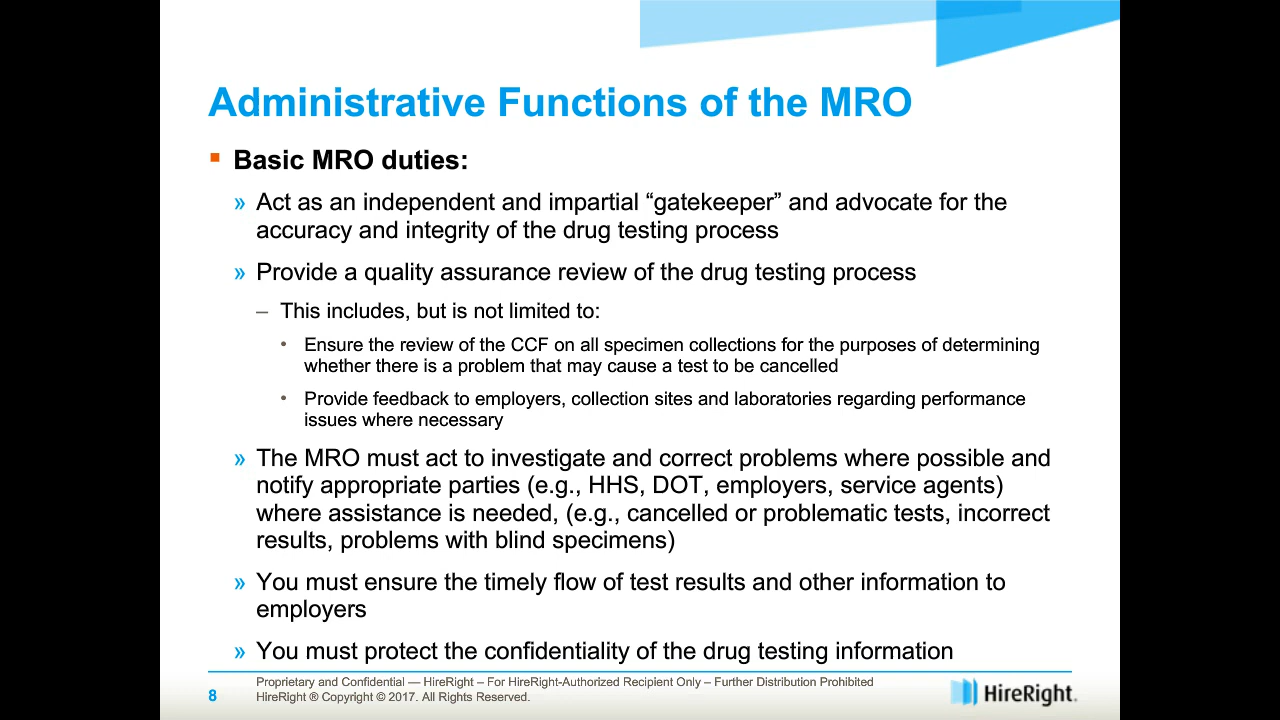 Administrative Functions of the MRO
Basic MRO duties:
» Act as an independent and impartial “gatekeeper” and advocate for the
accuracy and integrity of the drug testing process
» Provide a quality assurance review of the drug testing process
– This includes, but is not limited to:
• Ensure the review of the CCF on all specimen collections for the purposes of determining
whether there is a problem that may cause a test to be cancelled
• Provide feedback to employers, collection sites and laboratories regarding performance
issues where necessary
» The MRO must act to investigate and correct problems where possible and
notify appropriate parties (e.g., HHS, DOT, employers, service agents)
where assistance is needed, (e.g., cancelled or problematic tests, incorrect
results, problems with blind specimens)
» You must ensure the timely flow of test results and other information to
employers
» You must protect the confidentiality of the drug testing information
Proprietary and Confidential — HireRight – For HireRight-Authorized Recipient Only – Further Distribution Prohibited
8 HireRight ® Copyright © 2017. All Rights Reserved.
HireRight.